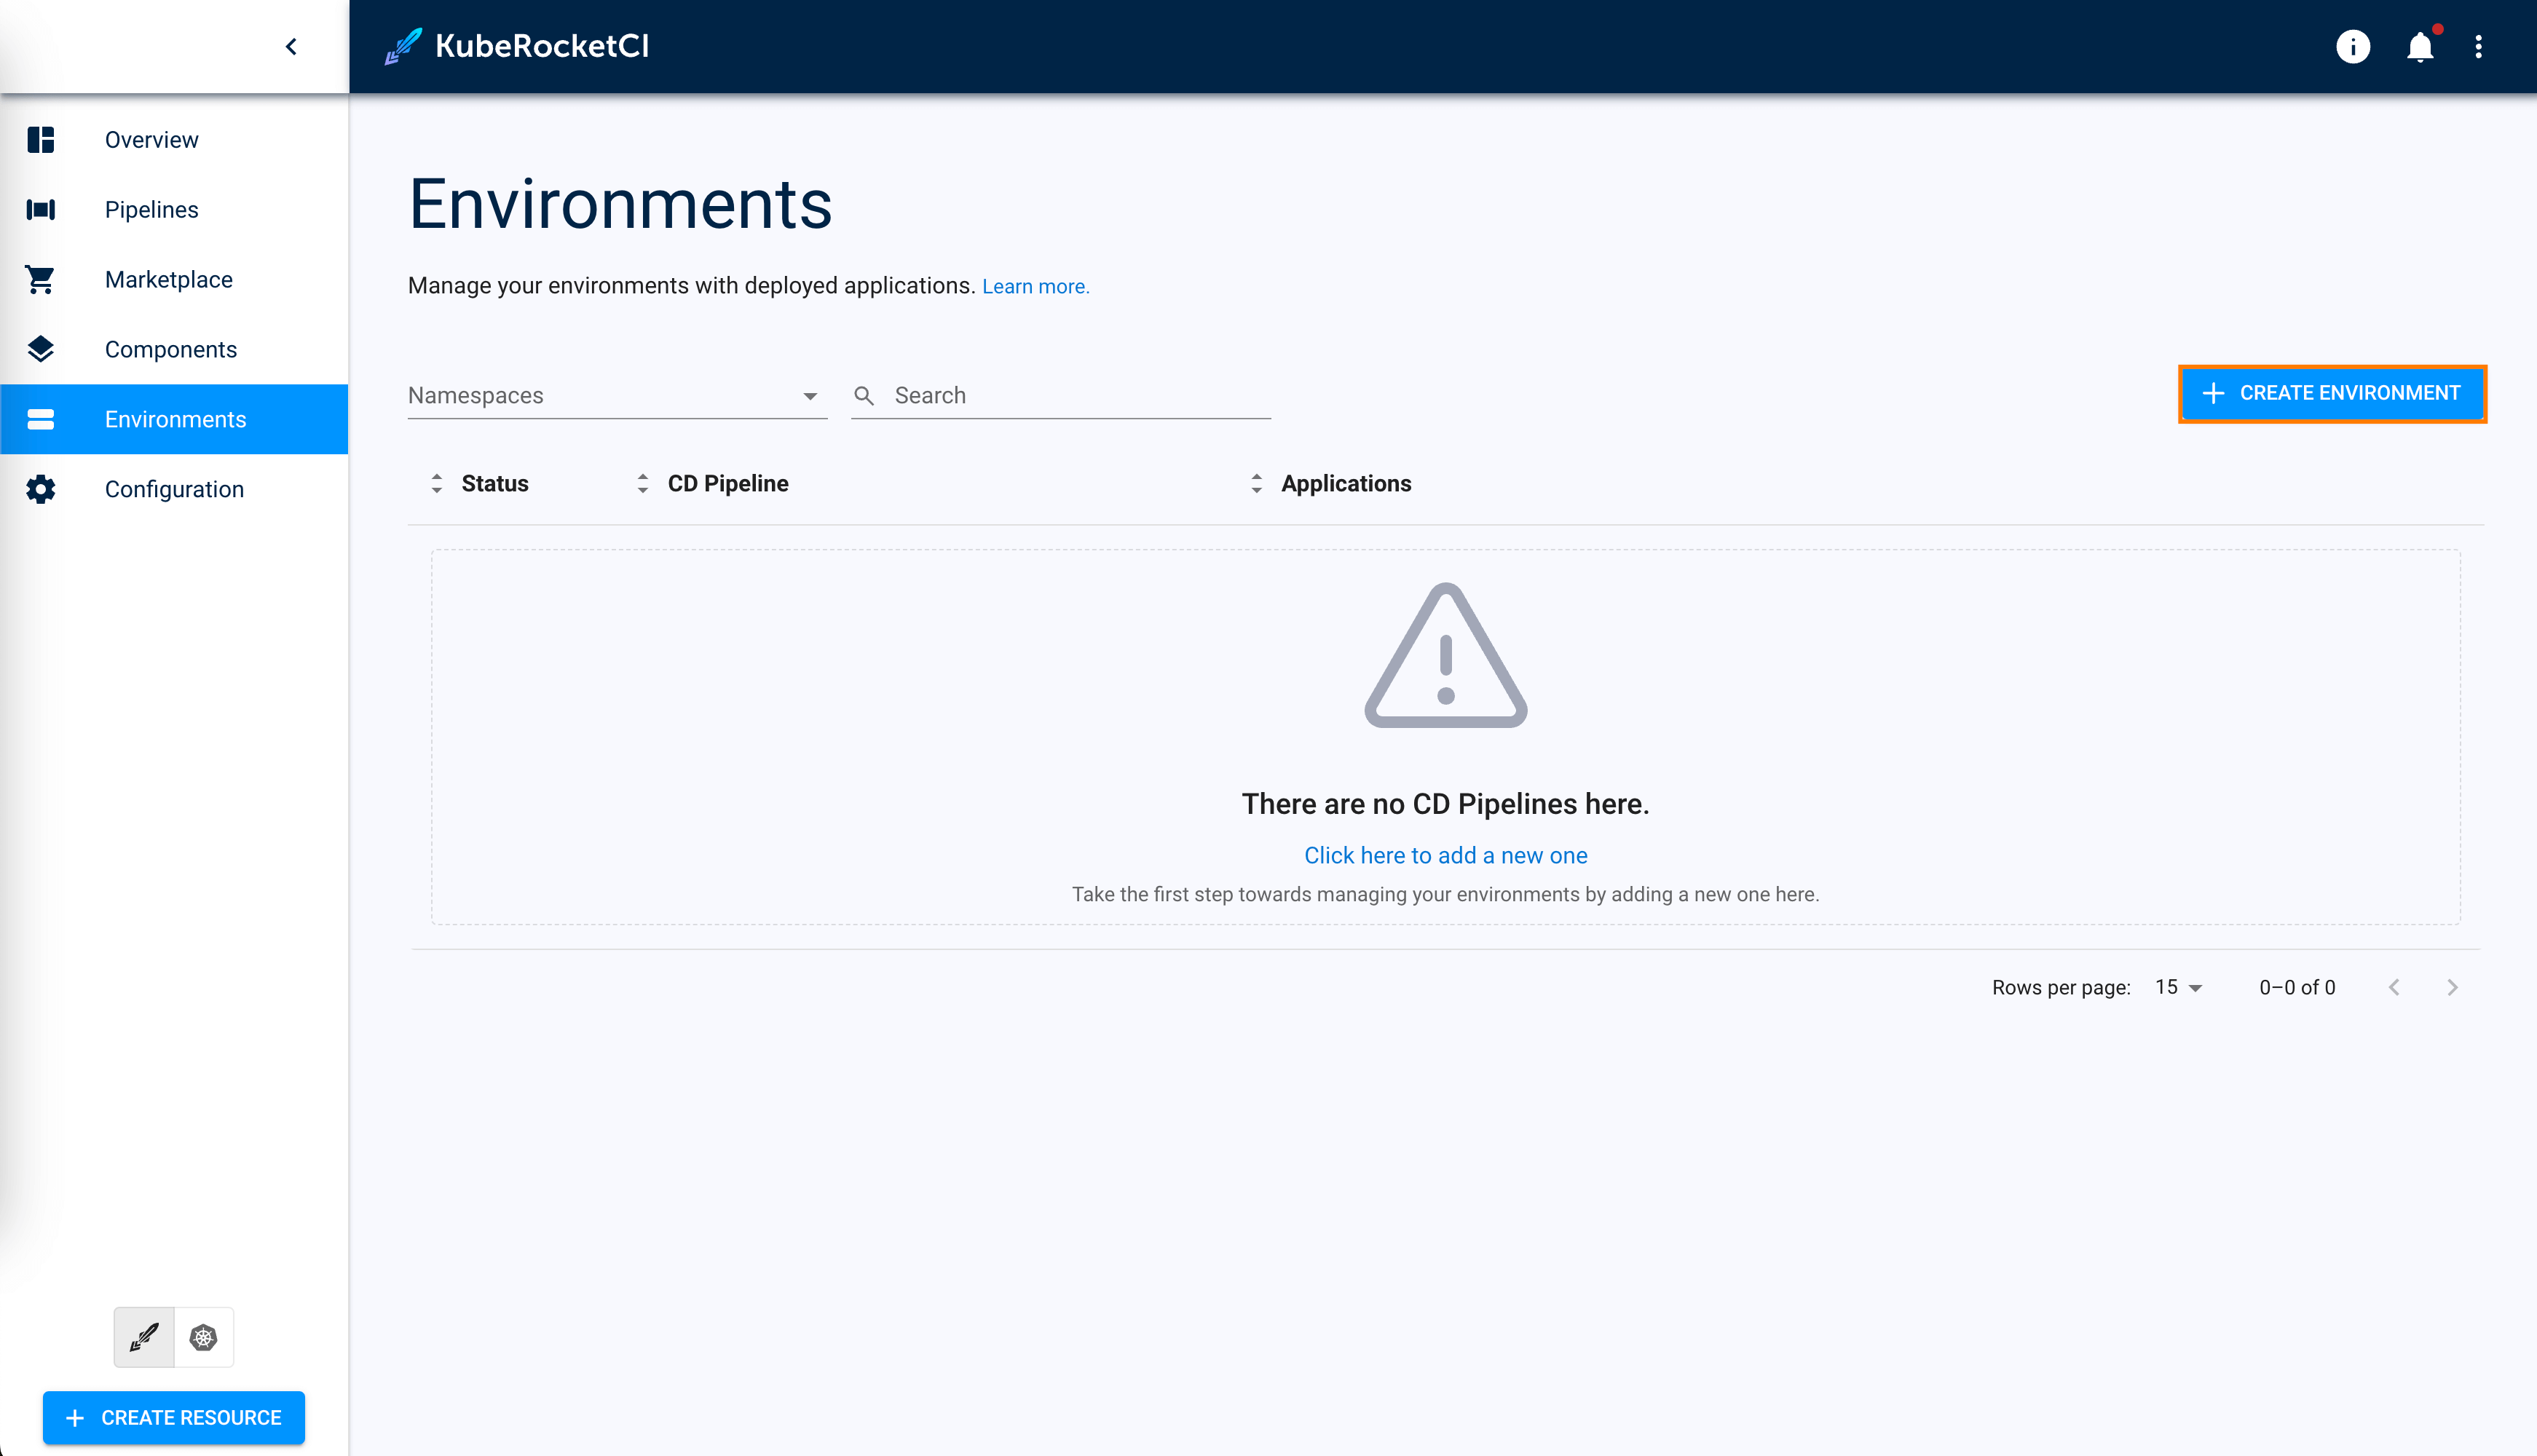 KubeRocketCI
Overview
Pipelines
Marketplace
Components
Environments
Configuration
CREATE RESOURCE
Environments
Manage your environments with deployed applications. Learn more.
Namespaces
Search
CREATE ENVIRONMENT
Status CD Pipeline Applications
There are no CD Pipelines here.
Click here to add a new one
Take the first step towards managing your environments by adding a new one here.
Rows per page: 15 0–0 of 0